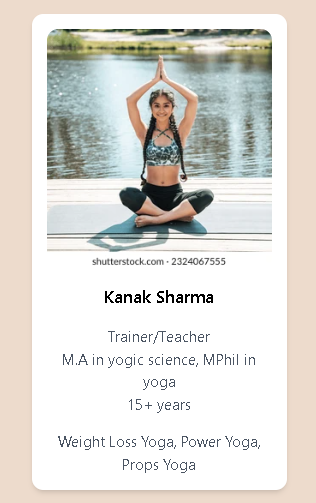 shutterstock.com · 2324067555
Kanak Sharma
Trainer/Teacher
M.A in yogic science, MPhil in
yoga
15+ years
Weight Loss Yoga, Power Yoga,
Props Yoga